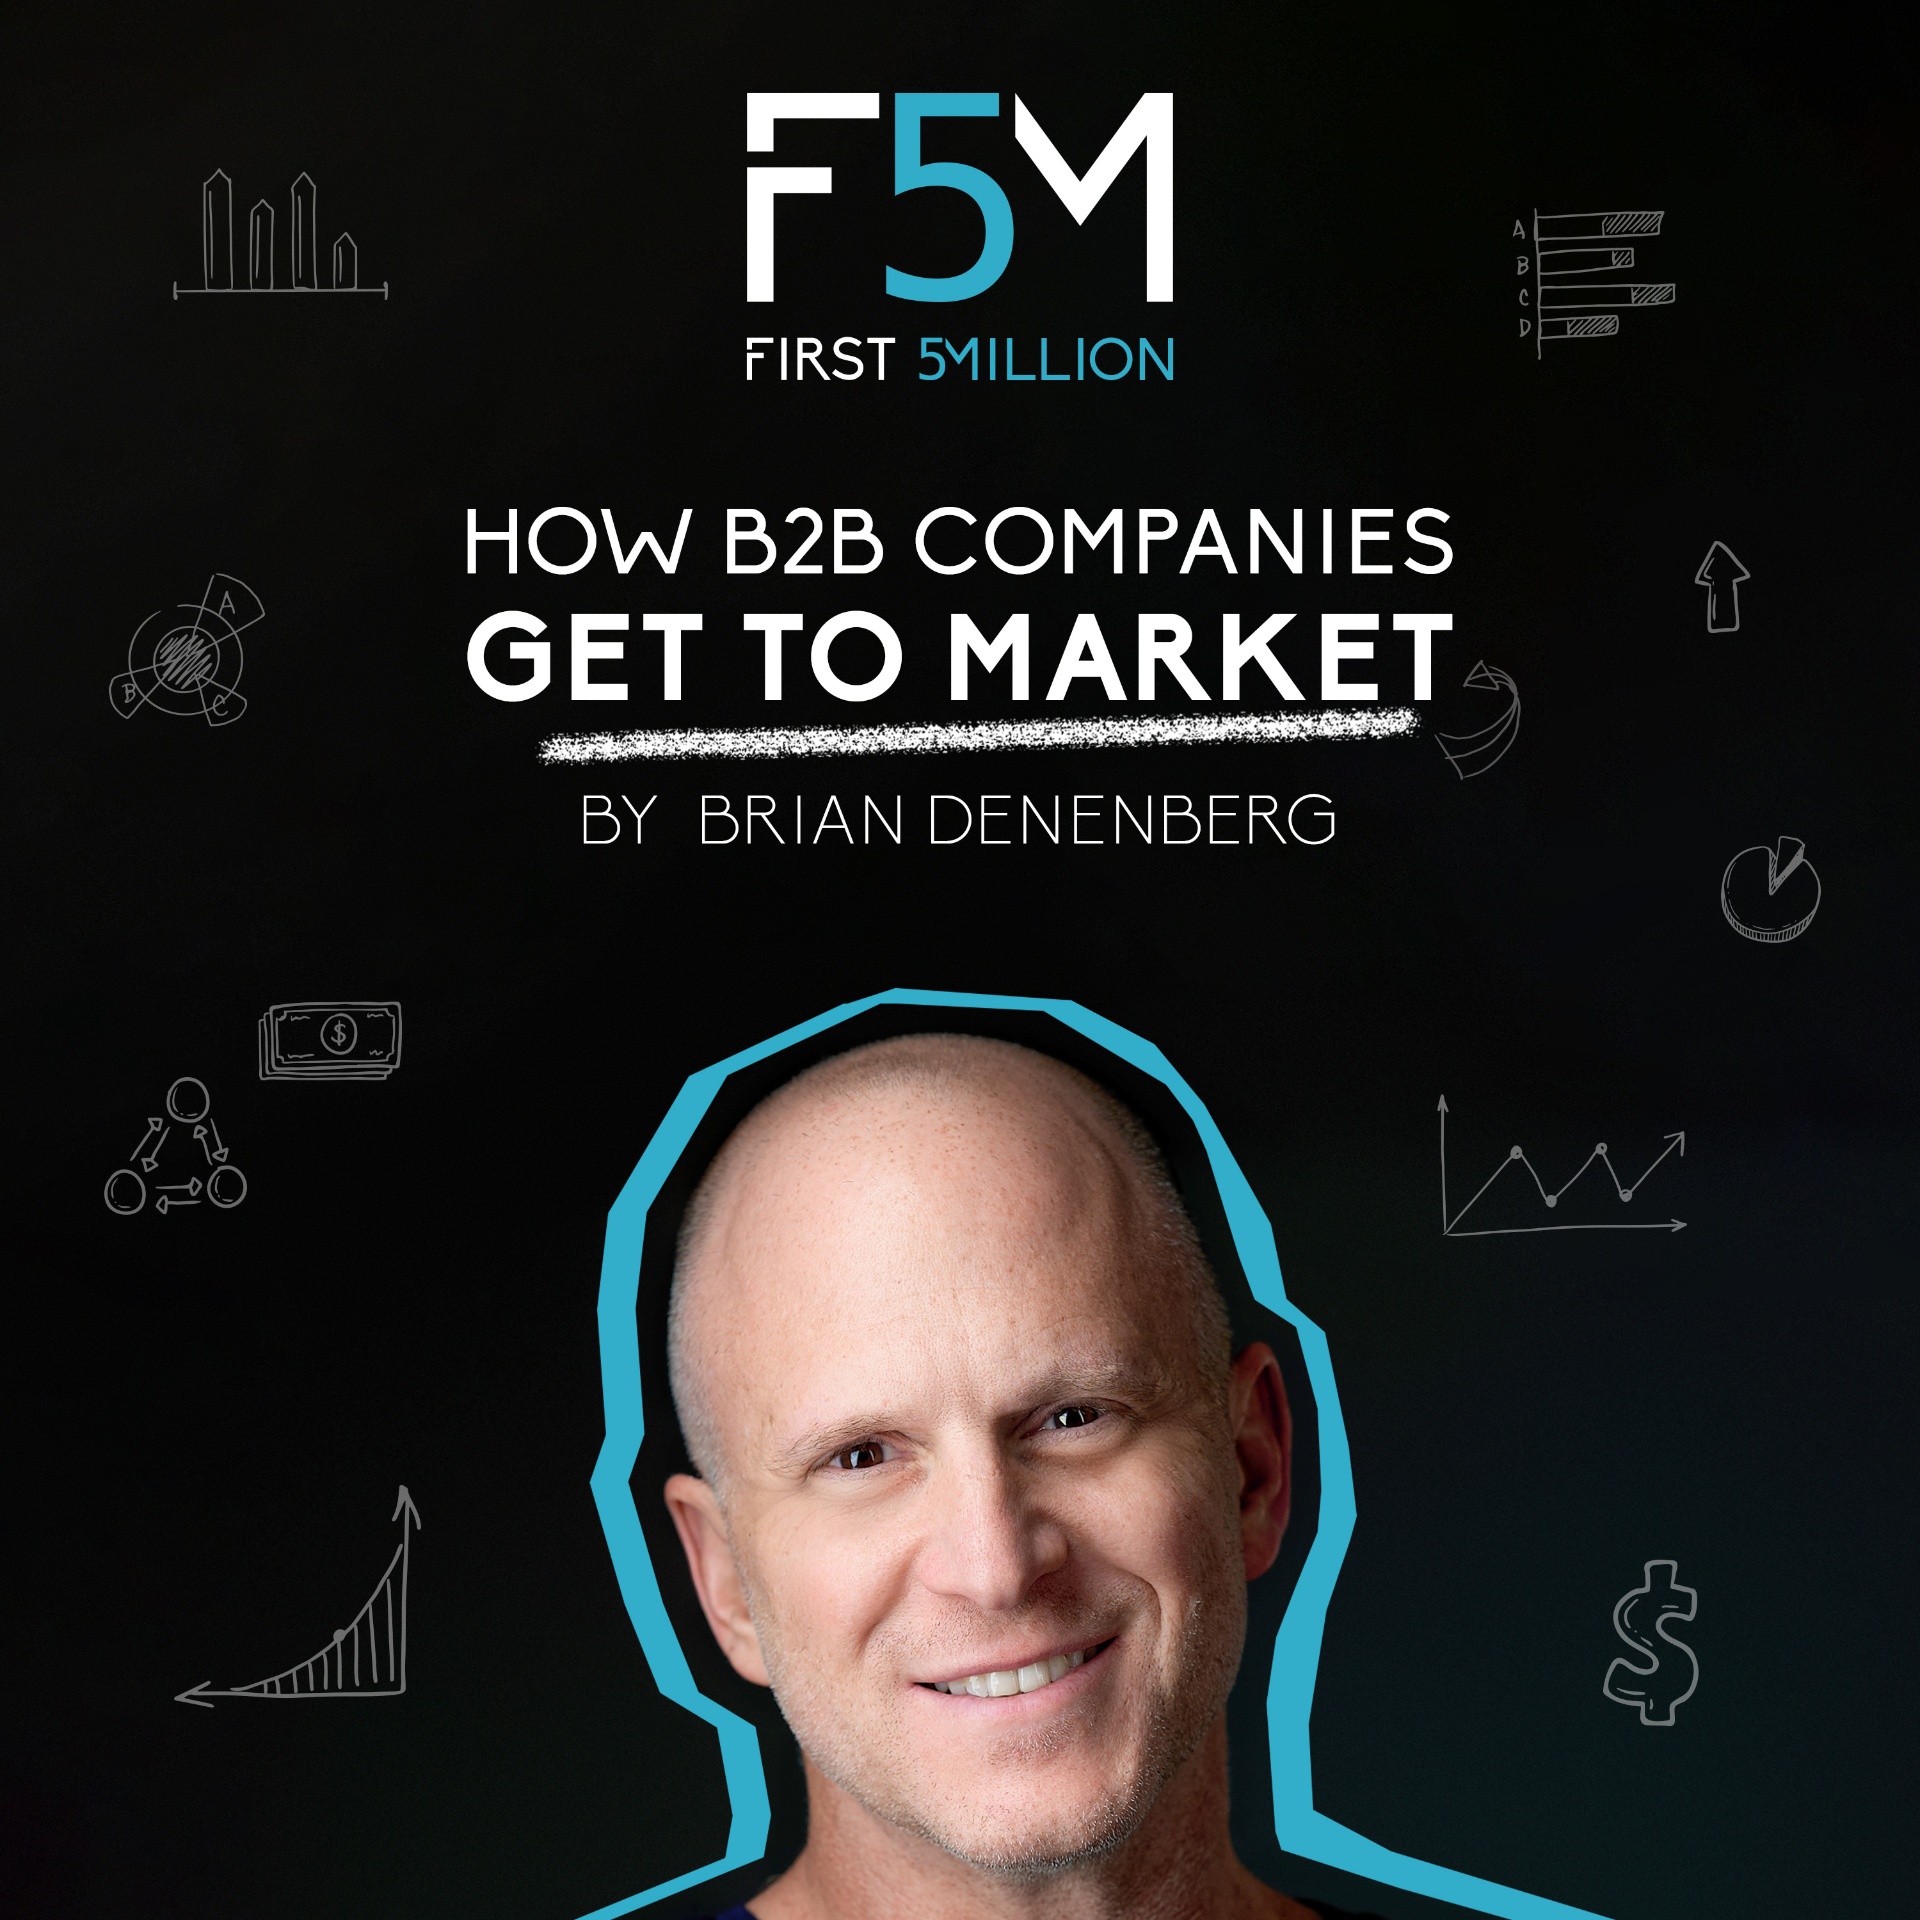 F5M
FIRST 5MILLION
HOW B2B COMPANIES
GET TO MARKET
BY BRIAN DENENBERG
A
B
C
D
A
B
C
$
$